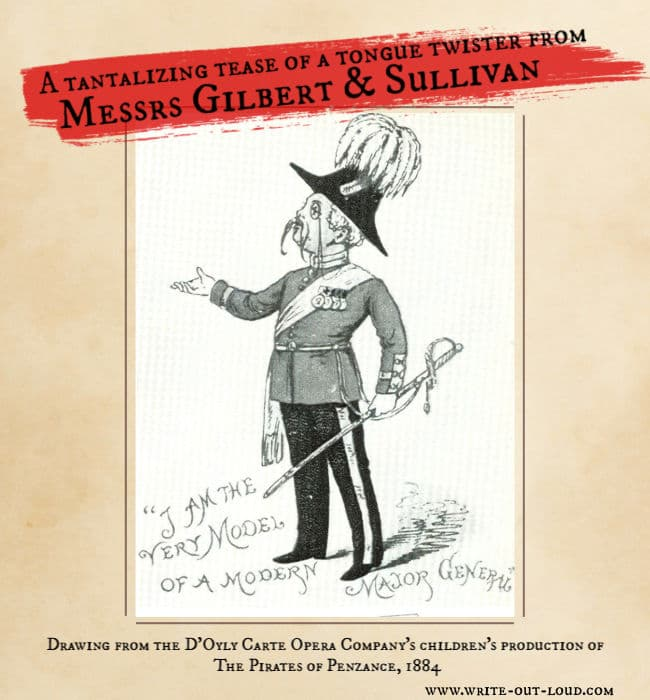 A tantalizing tease of a tongue twister from
Messrs Gilbert & Sullivan
"I AM THE
VERY MODEL
OF A MODERN MAJOR GENERAL"
Drawing from the D'Oyly Carte Opera Company's children's production of
The Pirates of Penzance, 1884
www.write-out-loud.com